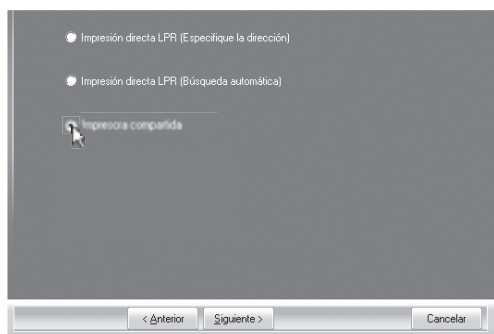 Impresión directa LPR (Especifique la dirección)
Impresión directa LPR (Búsqueda automática)
Impresora compartida
< Anterior
Siguiente >
Cancelar